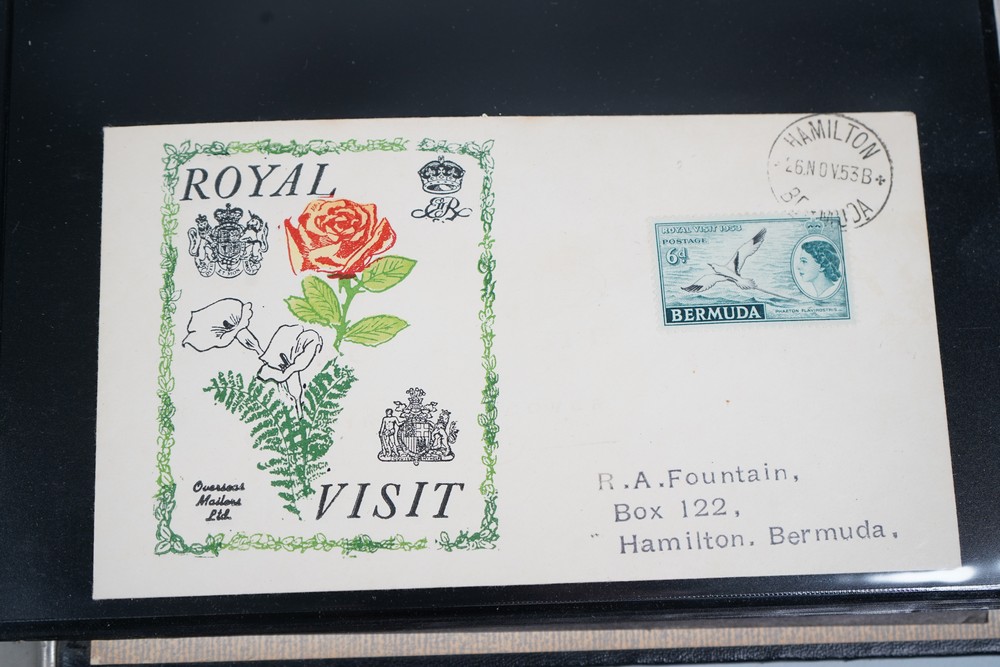 ROYAL
VISIT
Overseas
Mailers
Ltd.
HAMILTON
26.NOV.53B
ROYAL VISIT 1953
POSTAGE
6d
BERMUDA
R.A.Fountain,
Box 122,
Hamilton. Bermuda.